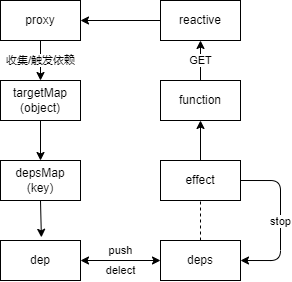 proxy
reactive
收集/触发依赖
GET
targetMap
(object)
function
depsMap
(key)
effect
stop
push
dep
deps
delect